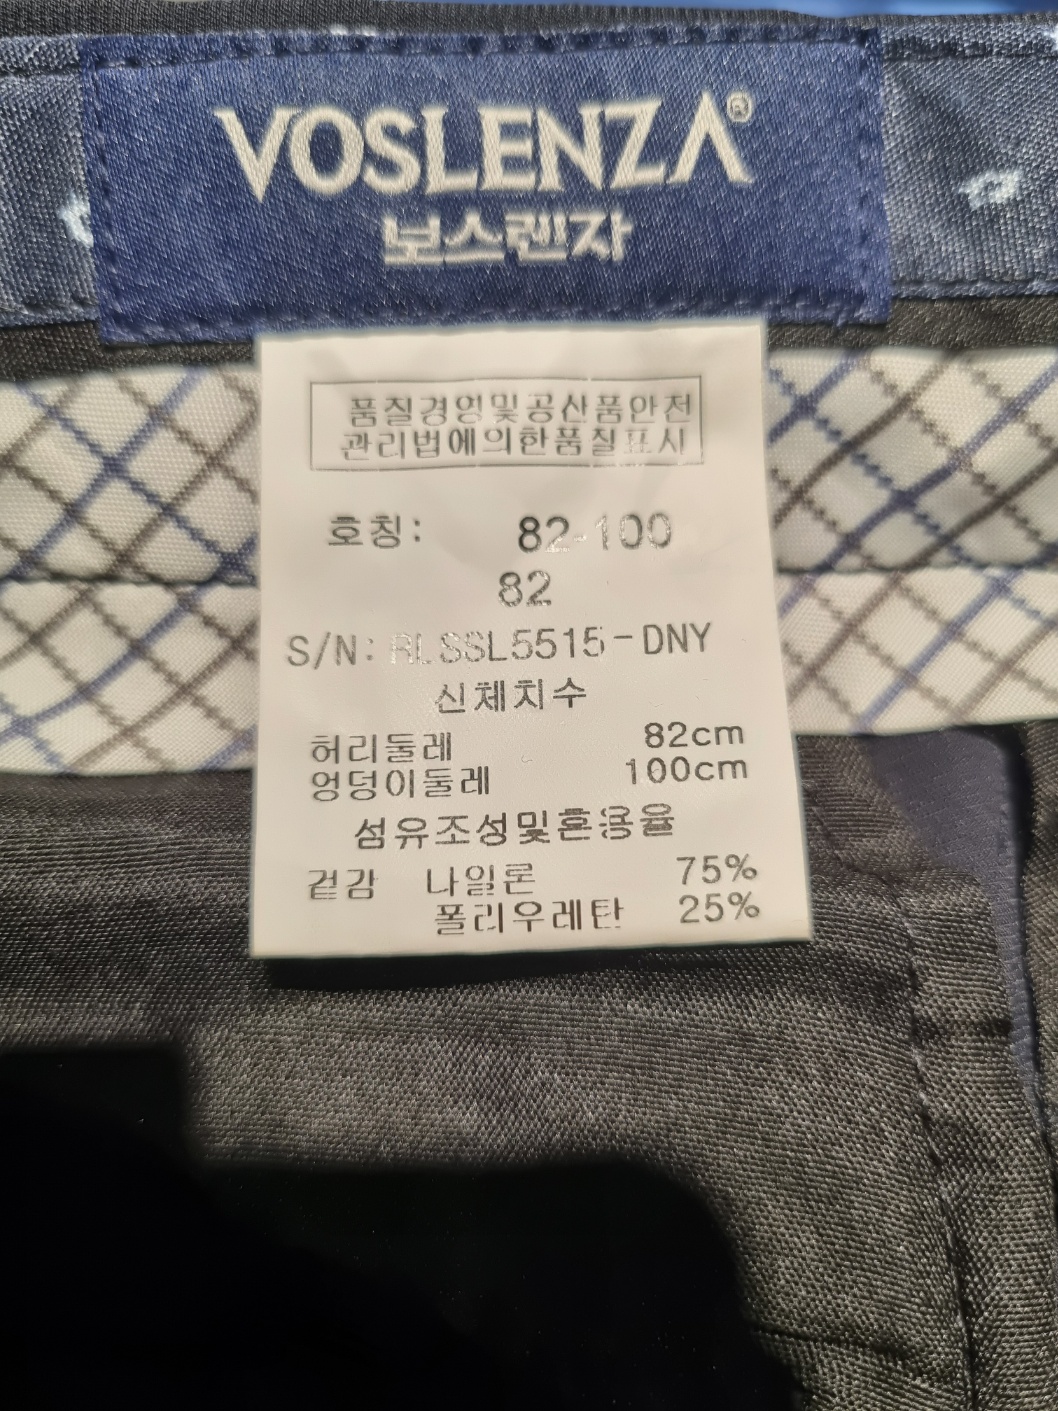 VOSLENZA®
보스렌자
품질경영및공산품안전
관리법에의한품질표시
호칭: 82-100
82
S/N: RLSSL5515-DNY
신체치수
허리둘레 82cm
엉덩이둘레 100cm
섬유조성및혼용율
겉감 나일론 75%
폴리우레탄 25%